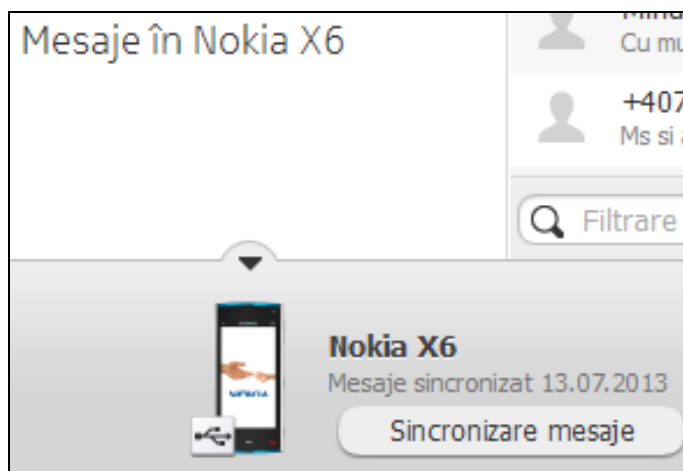 Mesaje în Nokia X6
Cu mu
+407
Ms si a
Filtrare
Nokia X6
Mesaje sincronizat 13.07.2013
Sincronizare mesaje